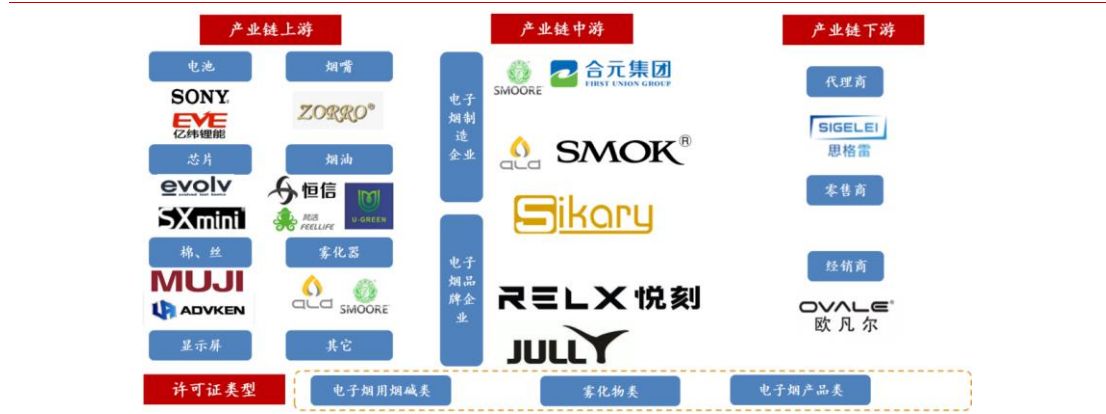 产业链上游
产业链中游
产业链下游
电池
烟嘴
SONY
EVE
亿纬锂能
ZORRO®
芯片
烟油
evolv
SXmini
恒信
FEELLIFE
U-GREEN
棉、丝
雾化器
MUJI
ADVKEN
ALD
SMOORE
显示屏
其它
电子烟制造企业
SMOORE
合元集团
FIRST UNION GROUP
ALD
SMOK®
Sikary
电子烟品牌企业
RELX 悦刻
JULLY
代理商
SIGELEI
思格雷
零售商
经销商
OVALE®
欧凡尔
许可证类型
电子烟用烟碱类
雾化物类
电子烟产品类